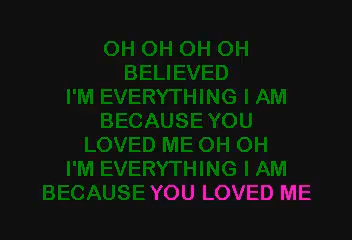 OH OH OH OH
BELIEVED
I'M EVERYTHING I AM
BECAUSE YOU
LOVED ME OH OH
I'M EVERYTHING I AM
BECAUSE YOU LOVED ME